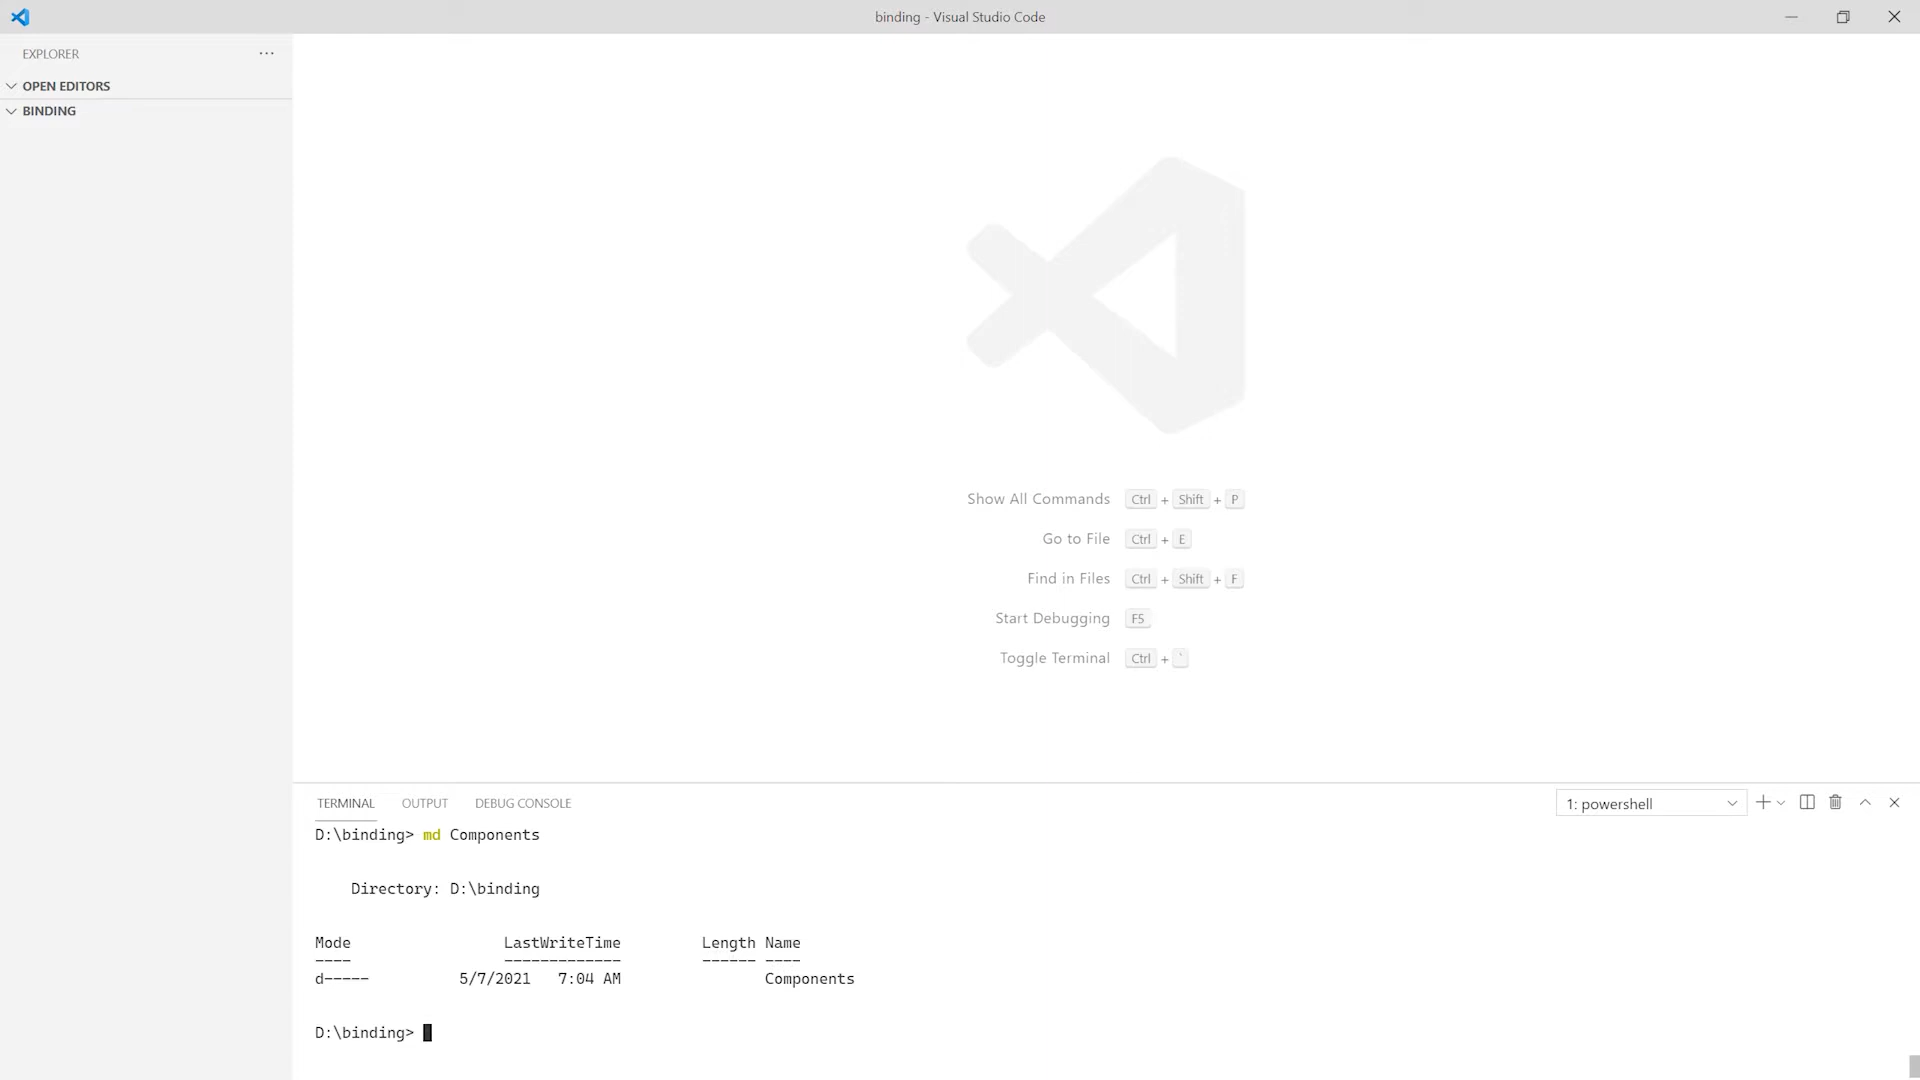 binding - Visual Studio Code
EXPLORER
OPEN EDITORS
BINDING
Show All Commands Ctrl + Shift + P
Go to File Ctrl + E
Find in Files Ctrl + Shift + F
Start Debugging F5
Toggle Terminal Ctrl + `
TERMINAL OUTPUT DEBUG CONSOLE 1: powershell
D:\binding> md Components
Directory: D:\binding
Mode LastWriteTime Length Name
---- ------------- ------ ----
d----- 5/7/2021 7:04 AM Components
D:\binding>